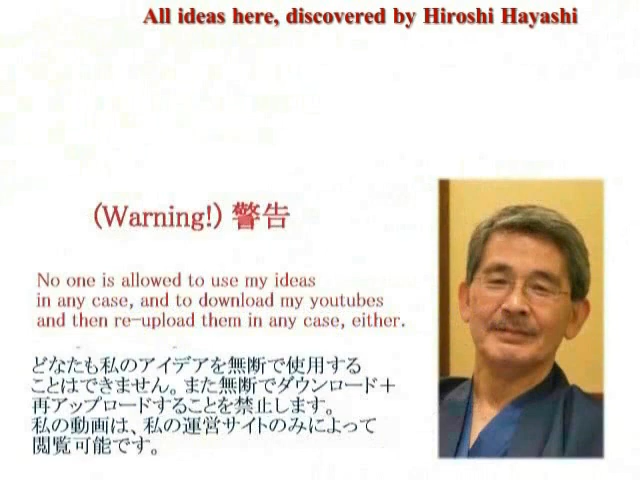 All ideas here, discovered by Hiroshi Hayashi
(Warning!) 警告
No one is allowed to use my ideas
in any case, and to download my youtubes
and then re-upload them in any case, either.
どなたも私のアイデアを無断で使用する
ことはできません。また無断でダウンロード＋
再アップロードすることを禁止します。
私の動画は、私の運営サイトのみによって
閲覧可能です。